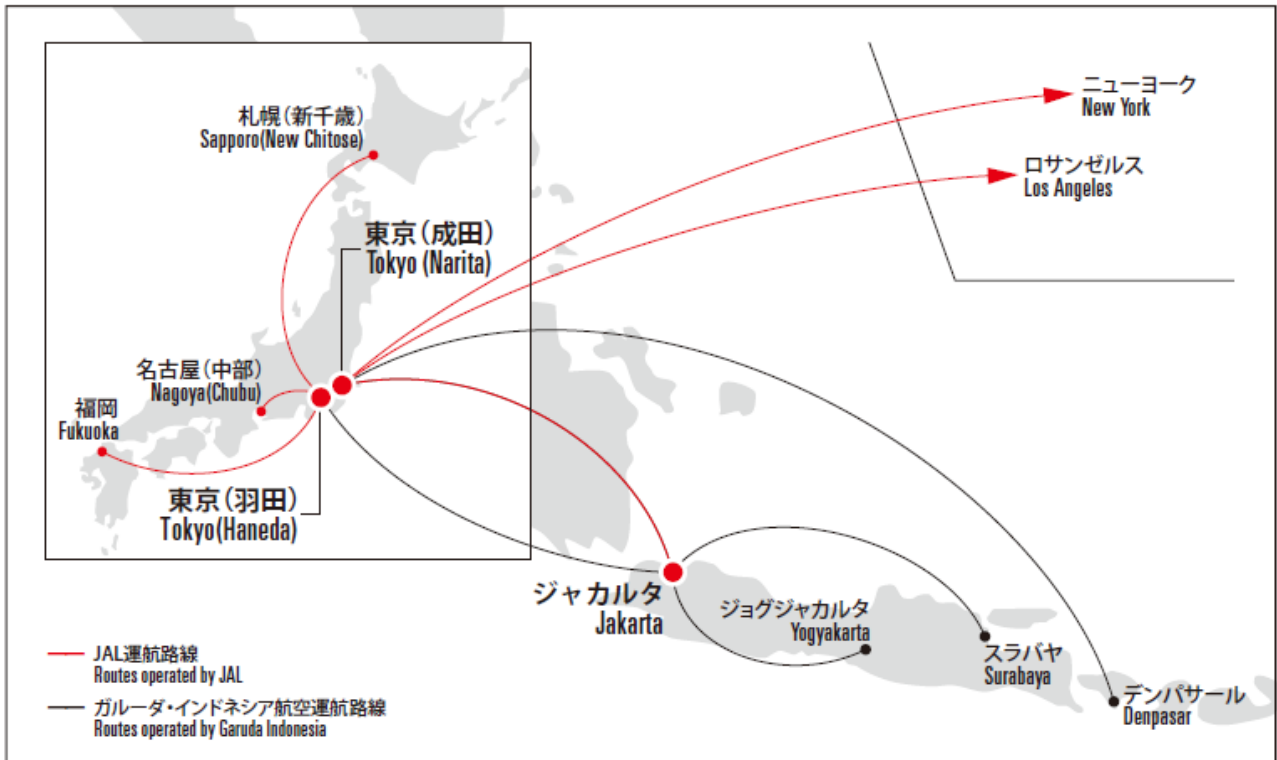 札幌(新千歳)
Sapporo(New Chitose)
東京(成田)
Tokyo (Narita)
名古屋(中部)
Nagoya(Chubu)
福岡
Fukuoka
東京(羽田)
Tokyo(Haneda)
ニューヨーク
New York
ロサンゼルス
Los Angeles
ジャカルタ
Jakarta
ジョグジャカルタ
Yogyakarta
スラバヤ
Surabaya
デンパサール
Denpasar
JAL運航路線
Routes operated by JAL
ガルーダ・インドネシア航空運航路線
Routes operated by Garuda Indonesia